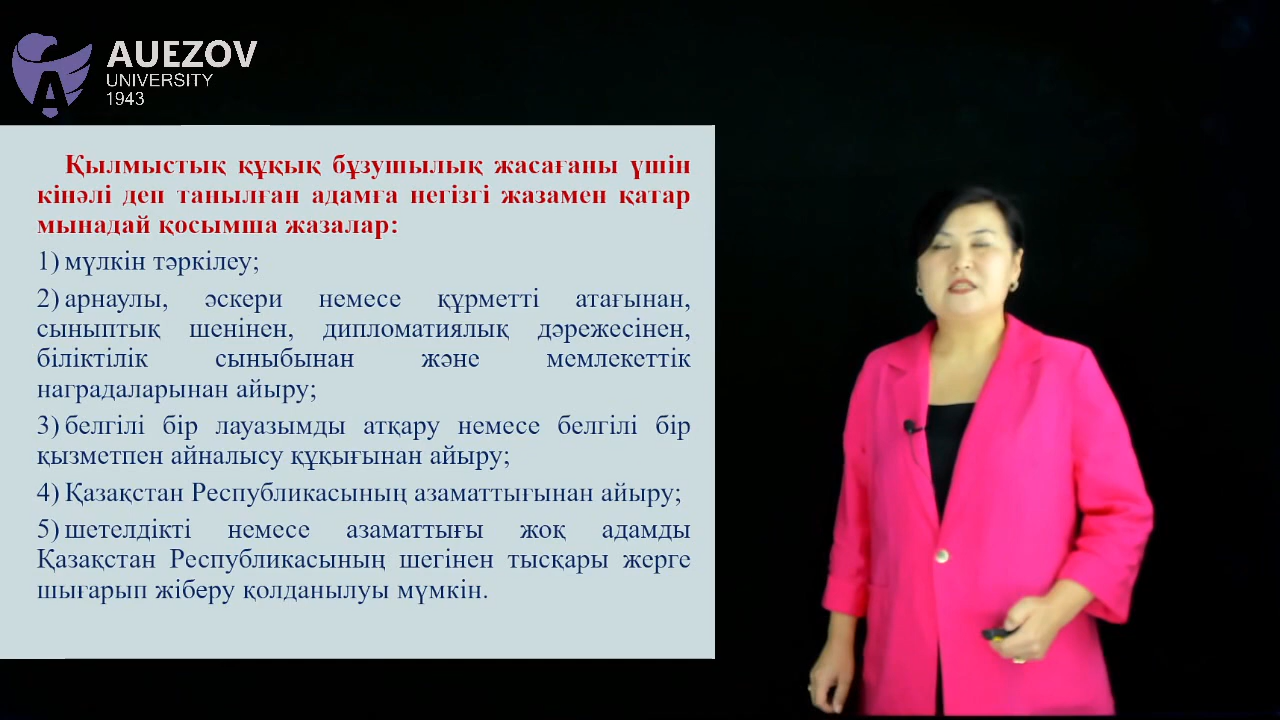 AUEZOV
UNIVERSITY
1943
Қылмыстық құқық бұзушылық жасағаны үшін
кінәлі деп танылған адамға негізгі жазамен қатар
мынадай қосымша жазалар:
1) мүлкін тәркілеу;
2) арнаулы, әскери немесе құрметті атағынан,
сыныптық шенінен, дипломатиялық дәрежесінен,
біліктілік сыныбынан және мемлекеттік
наградаларынан айыру;
3) белгілі бір лауазымды атқару немесе белгілі бір
қызметпен айналысу құқығынан айыру;
4) Қазақстан Республикасының азаматтығынан айыру;
5) шетелдікті немесе азаматтығы жоқ адамды
Қазақстан Республикасының шегінен тысқары жерге
шығарып жіберу қолданылуы мүмкін.